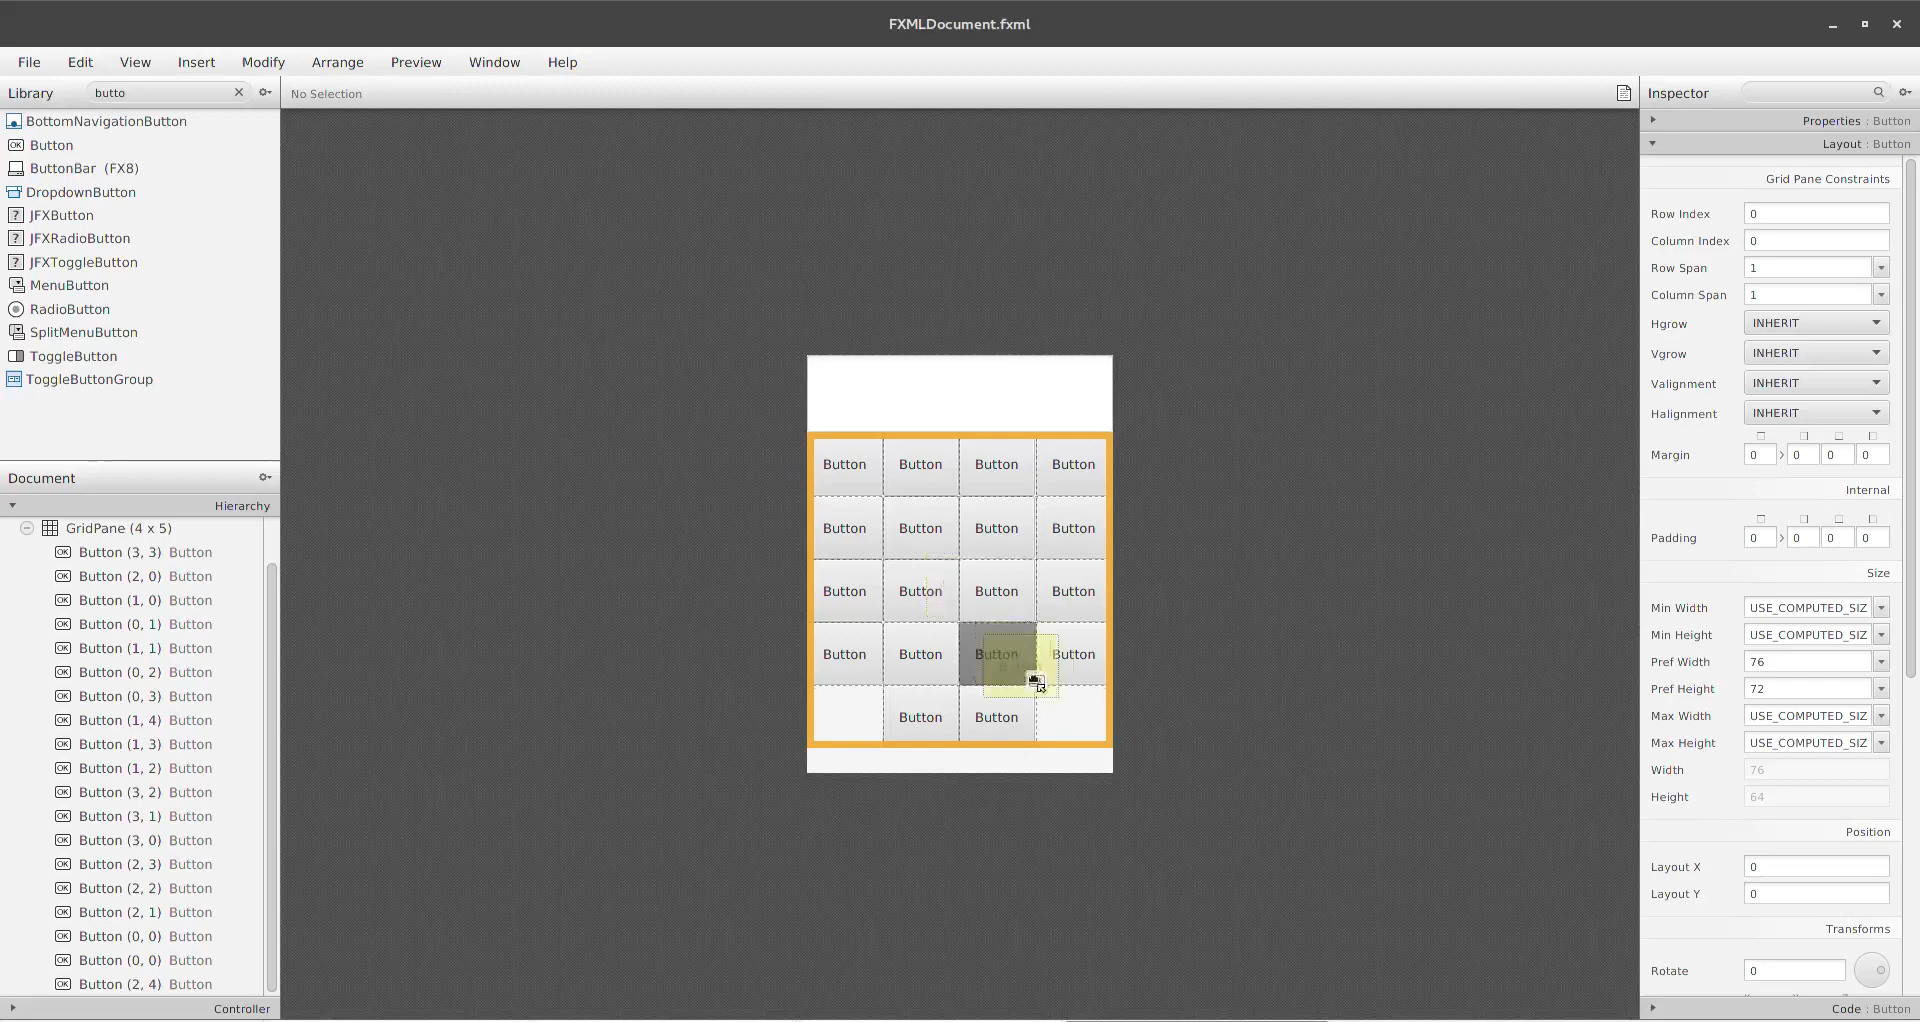 FXMLDocument.fxml
File Edit View Insert Modify Arrange Preview Window Help
Library butto
No Selection
Inspector
BottomNavigationButton
Button
ButtonBar (FX8)
DropdownButton
JFXButton
JFXRadioButton
JFXToggleButton
MenuButton
RadioButton
SplitMenuButton
ToggleButton
ToggleButtonGroup
Document
Hierarchy
GridPane (4 x 5)
Button (3, 3) Button
Button (2, 0) Button
Button (1, 0) Button
Button (0, 1) Button
Button (1, 1) Button
Button (0, 2) Button
Button (0, 3) Button
Button (1, 4) Button
Button (1, 3) Button
Button (1, 2) Button
Button (3, 2) Button
Button (3, 1) Button
Button (3, 0) Button
Button (2, 3) Button
Button (2, 2) Button
Button (2, 1) Button
Button (0, 0) Button
Button (0, 0) Button
Button (2, 4) Button
Controller
Button Button Button Button
Button Button Button Button
Button Button Button Button
Button Button Button Button
Button Button
Properties : Button
Layout : Button
Grid Pane Constraints
Row Index 0
Column Index 0
Row Span 1
Column Span 1
Hgrow INHERIT
Vgrow INHERIT
Valignment INHERIT
Halignment INHERIT
Margin 0 0 0 0
Internal
Padding 0 0 0 0
Size
Min Width USE_COMPUTED_SIZ
Min Height USE_COMPUTED_SIZ
Pref Width 76
Pref Height 72
Max Width USE_COMPUTED_SIZ
Max Height USE_COMPUTED_SIZ
Width 76
Height 64
Position
Layout X 0
Layout Y 0
Transforms
Rotate 0
Code : Button